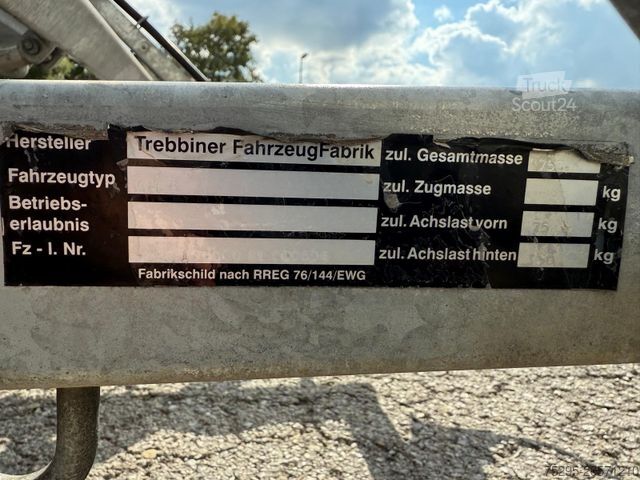 Truck
Scout24
Hersteller Trebbiner FahrzeugFabrik zul. Gesamtmasse
Fahrzeugtyp zul. Zugmasse kg
Betriebs-
erlaubnis zul. Achslast vorn 75 kg
Fz - I. Nr. zul. Achslast hinten kg
Fabrikschild nach RREG 76/144/EWG